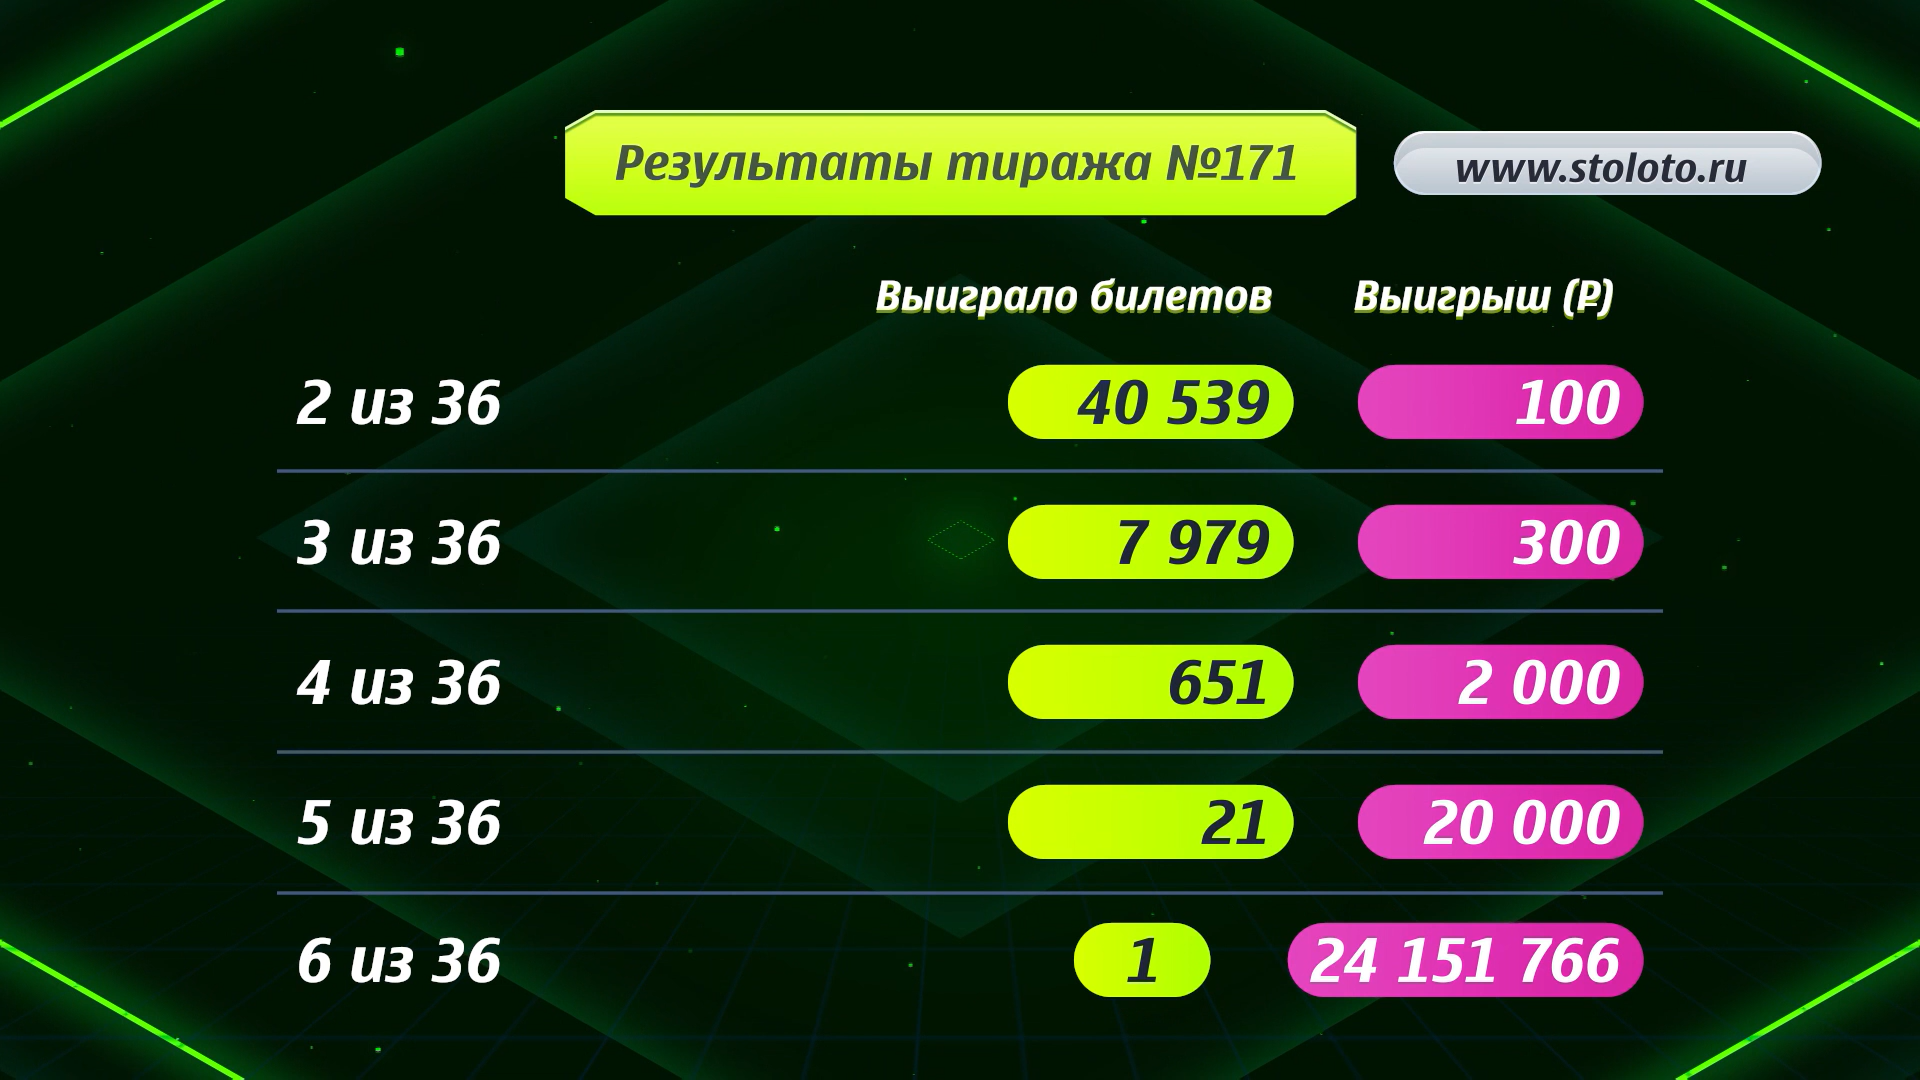 Результаты тиража №171
www.stoloto.ru
Выиграло билетов Выигрыш (₽)
2 из 36 40 539 100
3 из 36 7 979 300
4 из 36 651 2 000
5 из 36 21 20 000
6 из 36 1 24 151 766